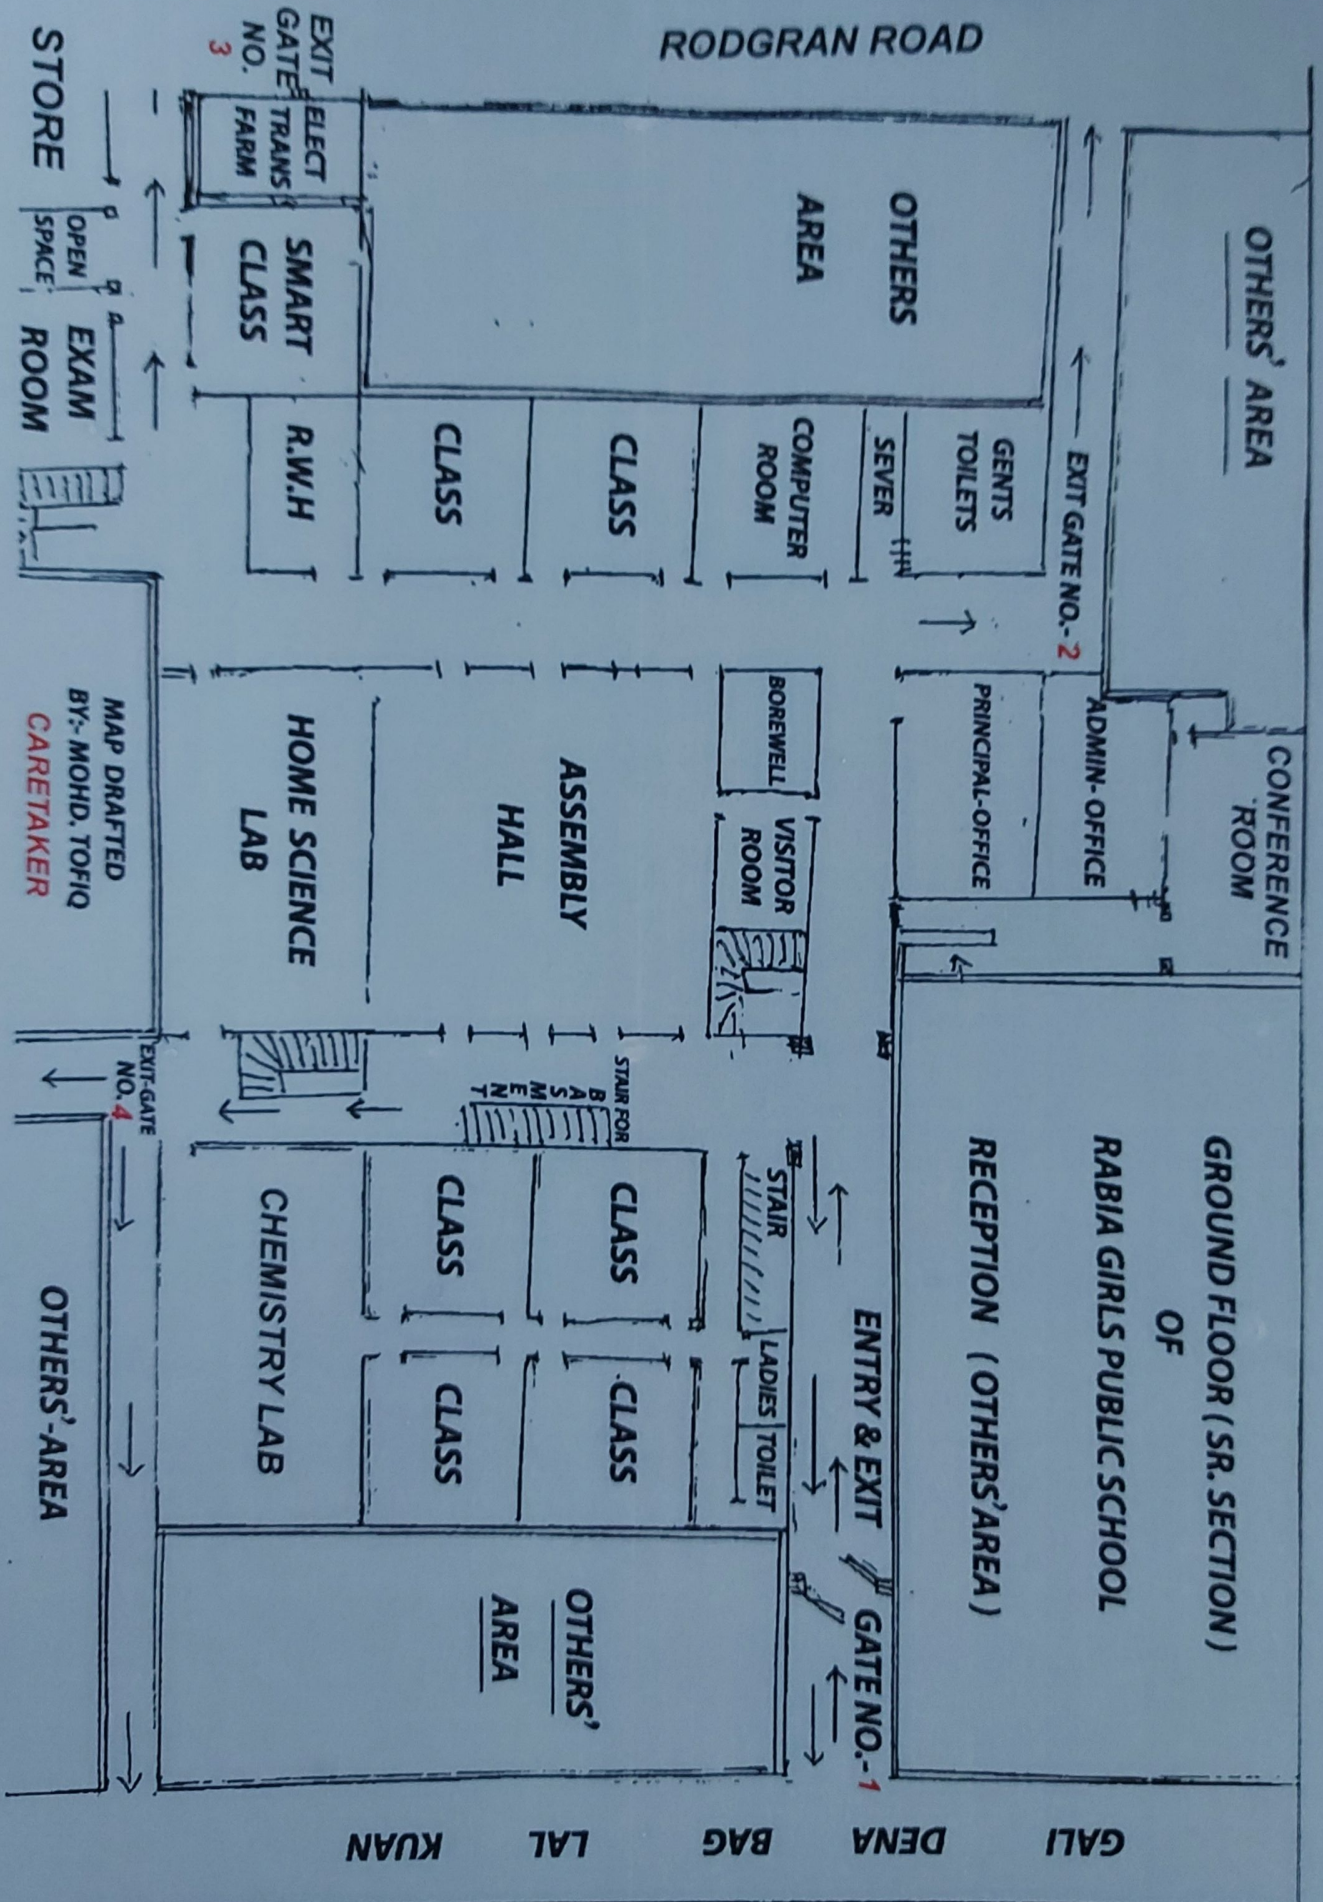 GROUND FLOOR ( SR. SECTION )
OF
RABIA GIRLS PUBLIC SCHOOL
RECEPTION ( OTHERS' AREA )
CONFERENCE
ROOM
OTHERS' AREA
ADMIN-OFFICE
PRINCIPAL-OFFICE
EXIT GATE NO.-2
GENTS
TOILETS
SEVER
COMPUTER
ROOM
CLASS
CLASS
R.W.H
OTHERS
AREA
RODGRAN ROAD
EXIT
GATE
NO.
3
ELECT
TRANS
FARM
SMART
CLASS
STORE
OPEN
SPACE
EXAM
ROOM
BOREWELL
VISITOR
ROOM
ASSEMBLY
HALL
HOME SCIENCE
LAB
MAP DRAFTED
BY:- MOHD. TOFIQ
CARETAKER
ENTRY & EXIT GATE NO.-1
STAIR
LADIES TOILET
STAIR FOR
BASMENT
CLASS
CLASS
CLASS
CLASS
CHEMISTRY LAB
EXIT-GATE
NO. 4
OTHERS'
AREA
OTHERS'-AREA
GALI DENA BAG LAL KUAN